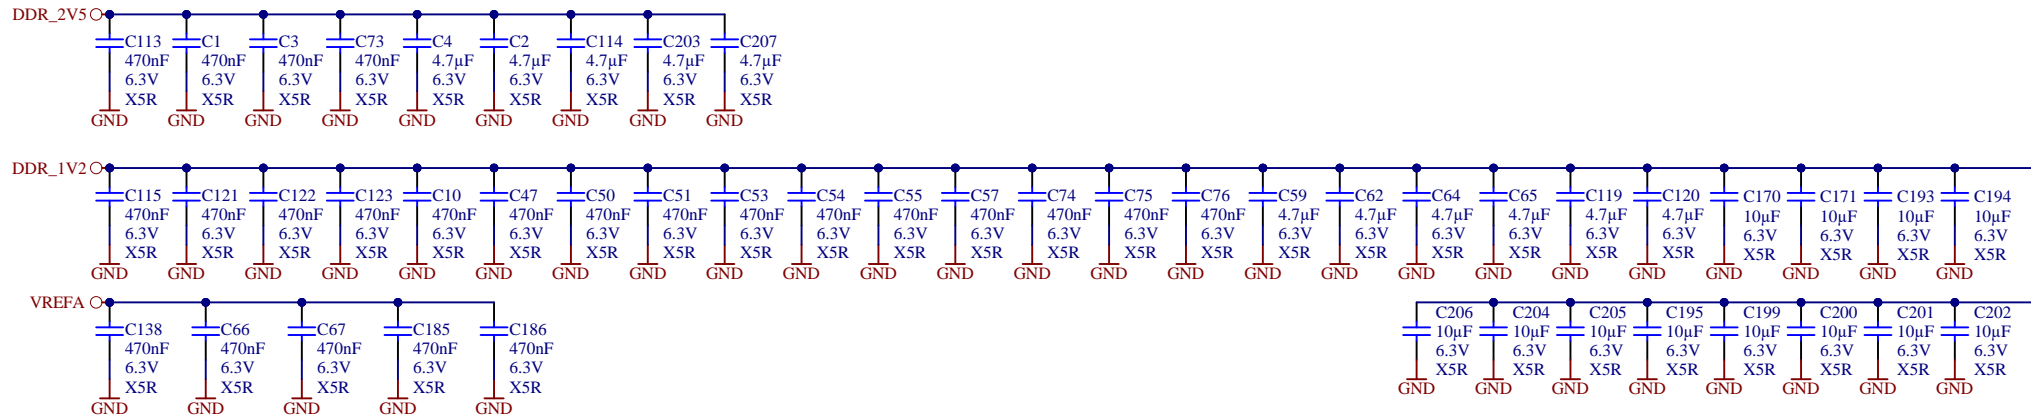 DDR_2V5
C113 C1 C3 C73 C4 C2 C114 C203 C207
470nF 470nF 470nF 470nF 4.7µF 4.7µF 4.7µF 4.7µF 4.7µF
6.3V 6.3V 6.3V 6.3V 6.3V 6.3V 6.3V 6.3V 6.3V
X5R X5R X5R X5R X5R X5R X5R X5R X5R
GND GND GND GND GND GND GND GND GND
DDR_1V2
C115 C121 C122 C123 C10 C47 C50 C51 C53 C54 C55 C57 C74 C75 C76 C59 C62 C64 C65 C119 C120 C170 C171 C193 C194
470nF 470nF 470nF 470nF 470nF 470nF 470nF 470nF 470nF 470nF 470nF 470nF 470nF 470nF 470nF 4.7µF 4.7µF 4.7µF 4.7µF 4.7µF 4.7µF 10µF 10µF 10µF 10µF
6.3V 6.3V 6.3V 6.3V 6.3V 6.3V 6.3V 6.3V 6.3V 6.3V 6.3V 6.3V 6.3V 6.3V 6.3V 6.3V 6.3V 6.3V 6.3V 6.3V 6.3V 6.3V 6.3V 6.3V 6.3V
X5R X5R X5R X5R X5R X5R X5R X5R X5R X5R X5R X5R X5R X5R X5R X5R X5R X5R X5R X5R X5R X5R X5R X5R X5R
GND GND GND GND GND GND GND GND GND GND GND GND GND GND GND GND GND GND GND GND GND GND GND GND GND
VREFA
C138 C66 C67 C185 C186
470nF 470nF 470nF 470nF 470nF
6.3V 6.3V 6.3V 6.3V 6.3V
X5R X5R X5R X5R X5R
GND GND GND GND GND
C206 C204 C205 C195 C199 C200 C201 C202
10µF 10µF 10µF 10µF 10µF 10µF 10µF 10µF
6.3V 6.3V 6.3V 6.3V 6.3V 6.3V 6.3V 6.3V
X5R X5R X5R X5R X5R X5R X5R X5R
GND GND GND GND GND GND GND GND